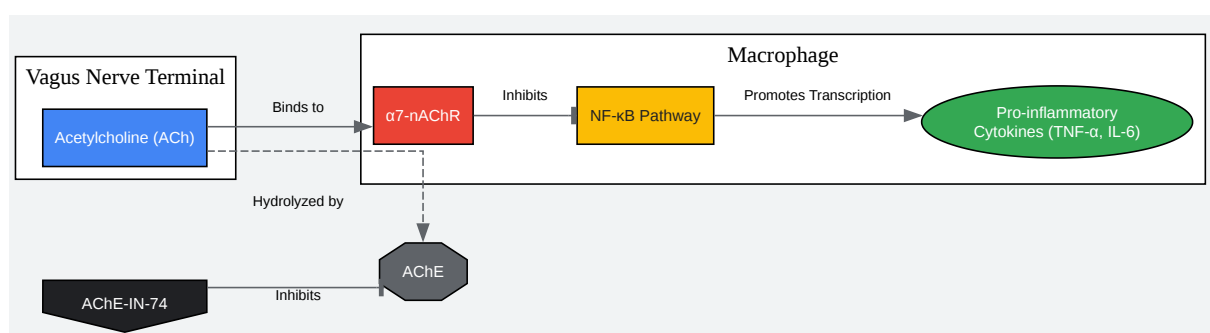 Macrophage
Vagus Nerve Terminal
Acetylcholine (ACh)
Binds to
α7-nAChR
Inhibits
NF-κB Pathway
Promotes Transcription
Pro-inflammatory
Cytokines (TNF-α, IL-6)
Hydrolyzed by
AChE
AChE-IN-74
Inhibits